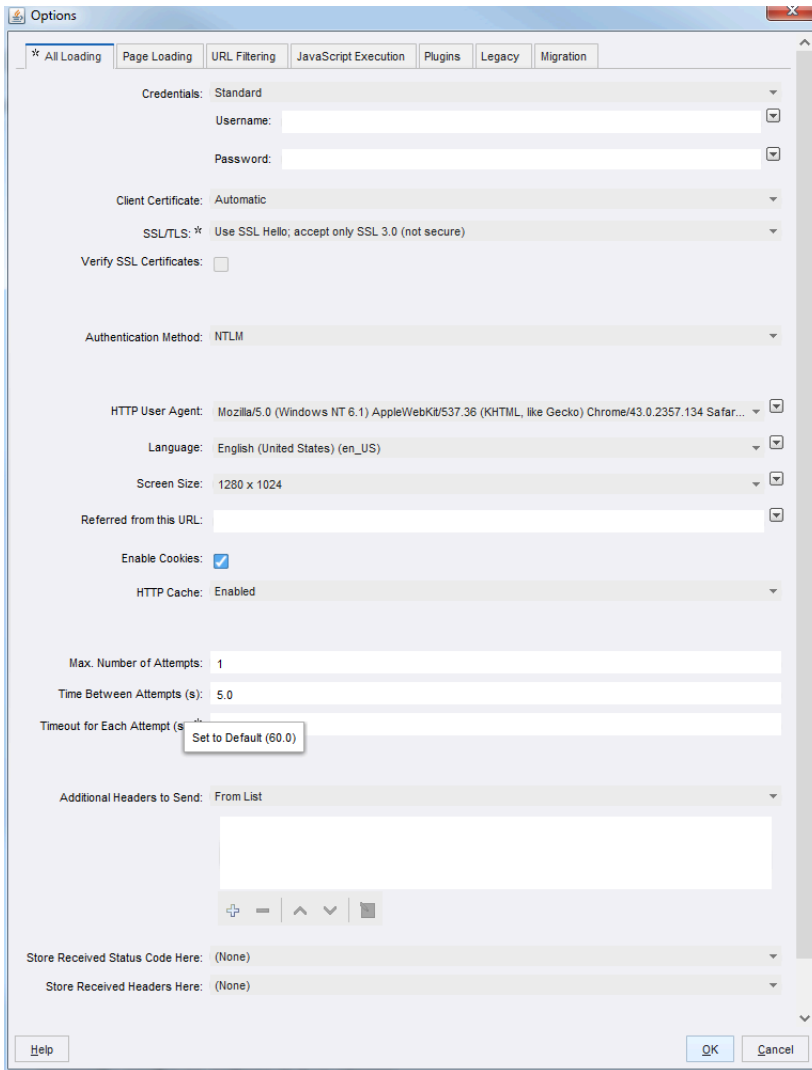 Options
* All Loading Page Loading URL Filtering JavaScript Execution Plugins Legacy Migration
Credentials: Standard
Username:
Password:
Client Certificate: Automatic
SSL/TLS: * Use SSL Hello; accept only SSL 3.0 (not secure)
Verify SSL Certificates:
Authentication Method: NTLM
HTTP User Agent: Mozilla/5.0 (Windows NT 6.1) AppleWebKit/537.36 (KHTML, like Gecko) Chrome/43.0.2357.134 Safar...
Language: English (United States) (en_US)
Screen Size: 1280 x 1024
Referred from this URL:
Enable Cookies:
HTTP Cache: Enabled
Max. Number of Attempts: 1
Time Between Attempts (s): 5.0
Timeout for Each Attempt (s *
Set to Default (60.0)
Additional Headers to Send: From List
Store Received Status Code Here: (None)
Store Received Headers Here: (None)
Help OK Cancel